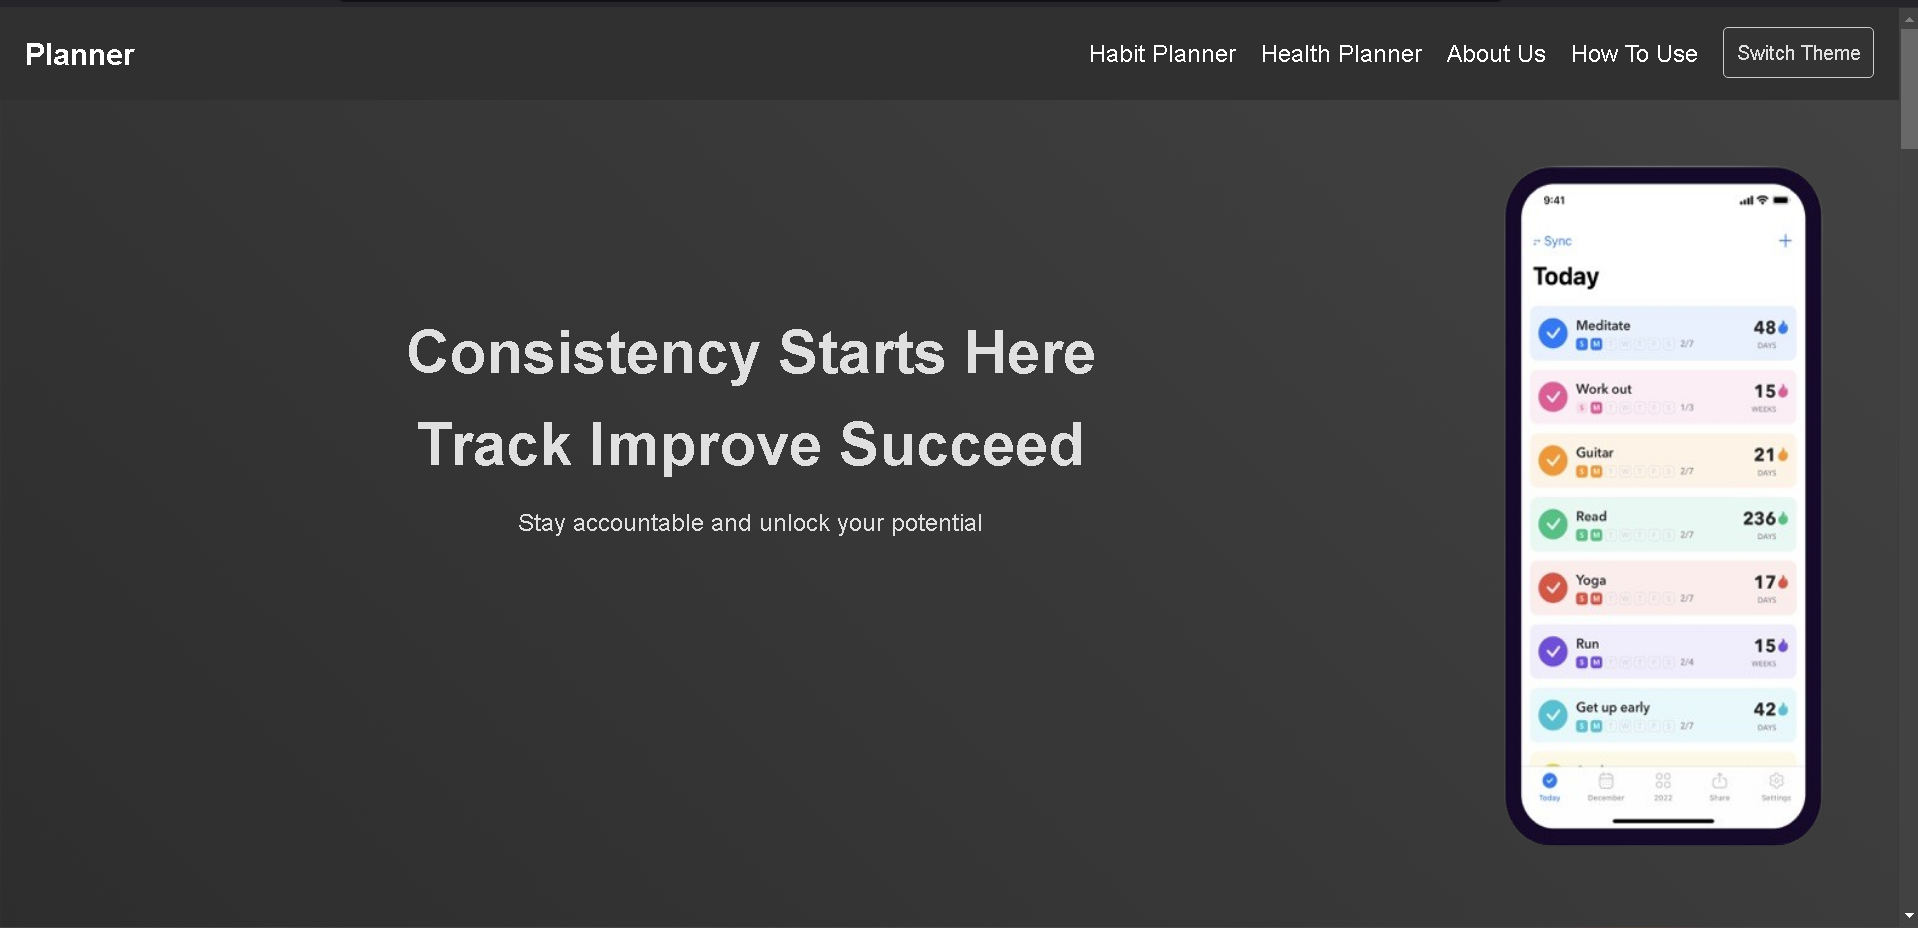 Planner
Habit Planner Health Planner About Us How To Use Switch Theme
Consistency Starts Here
Track Improve Succeed
Stay accountable and unlock your potential
9:41
Sync
Today
Meditate 48
S M T W T F S 2/7 DAYS
Work out 15
S M T W T F S 1/3 WEEKS
Guitar 21
S M T W T F S 2/7 DAYS
Read 236
S M T W T F S 2/7 DAYS
Yoga 17
S M T W T F S 2/7 DAYS
Run 15
S M T W T F S 2/4 WEEKS
Get up early 42
S M T W T F S 2/7 DAYS
Today December 2022 Share Settings